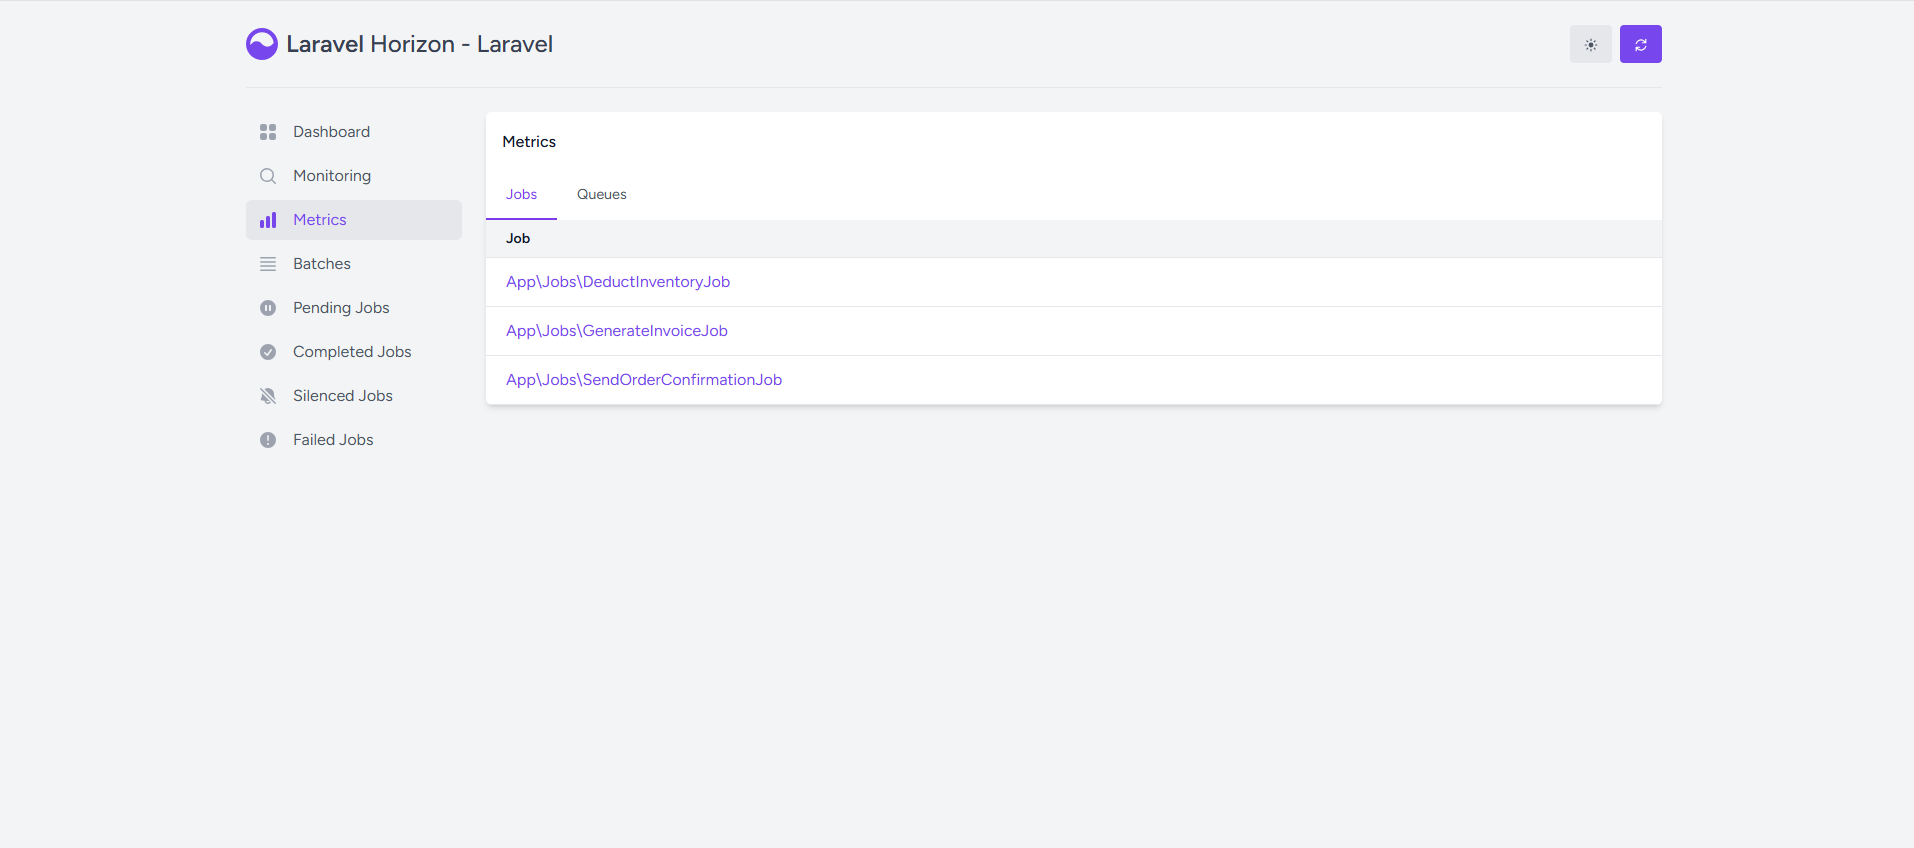 Laravel Horizon - Laravel
Dashboard
Monitoring
Metrics
Batches
Pending Jobs
Completed Jobs
Silenced Jobs
Failed Jobs
Metrics
Jobs Queues
Job
App\Jobs\DeductInventoryJob
App\Jobs\GenerateInvoiceJob
App\Jobs\SendOrderConfirmationJob